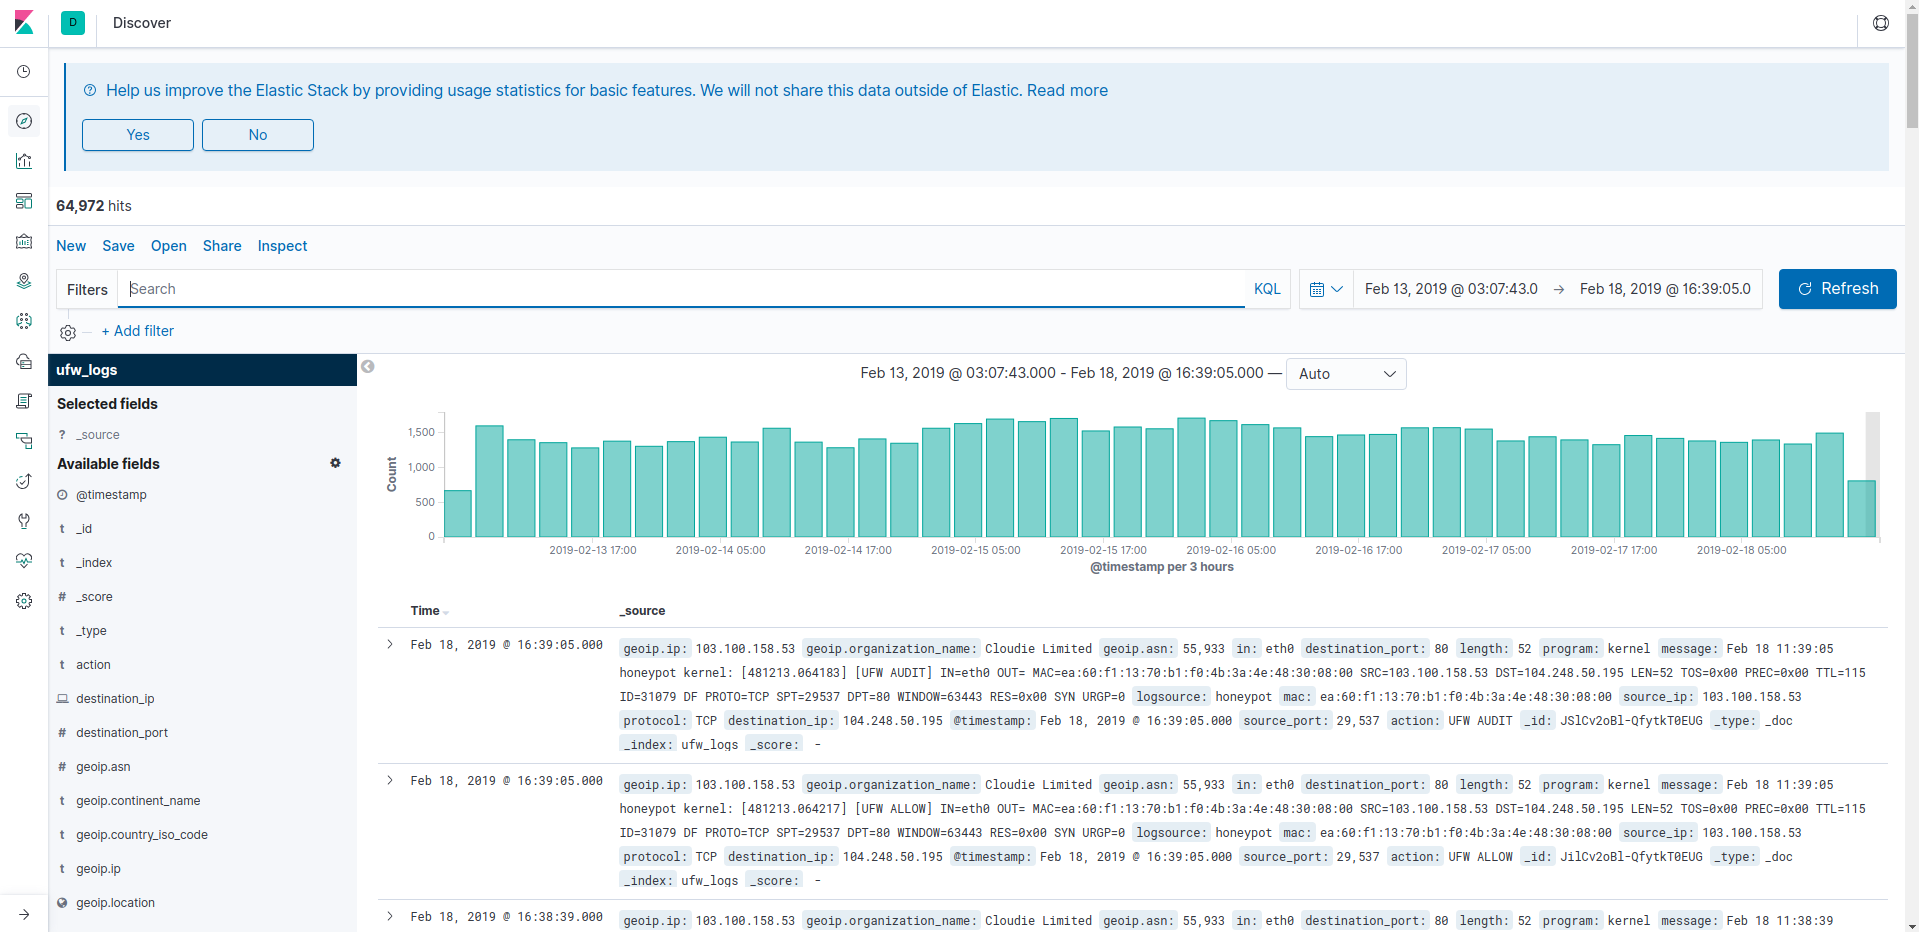 D Discover
Help us improve the Elastic Stack by providing usage statistics for basic features. We will not share this data outside of Elastic. Read more
Yes No
64,972 hits
New Save Open Share Inspect
Filters Search KQL Feb 13, 2019 @ 03:07:43.0 → Feb 18, 2019 @ 16:39:05.0 Refresh
+ Add filter
ufw_logs
Selected fields
? _source
Available fields
@timestamp
t _id
t _index
# _score
t _type
t action
destination_ip
# destination_port
# geoip.asn
t geoip.continent_name
t geoip.country_iso_code
t geoip.ip
geoip.location
Feb 13, 2019 @ 03:07:43.000 - Feb 18, 2019 @ 16:39:05.000 — Auto
Count
1,500
1,000
500
0
2019-02-13 17:00 2019-02-14 05:00 2019-02-14 17:00 2019-02-15 05:00 2019-02-15 17:00 2019-02-16 05:00 2019-02-16 17:00 2019-02-17 05:00 2019-02-17 17:00 2019-02-18 05:00
@timestamp per 3 hours
Time _source
Feb 18, 2019 @ 16:39:05.000 geoip.ip: 103.100.158.53 geoip.organization_name: Cloudie Limited geoip.asn: 55,933 in: eth0 destination_port: 80 length: 52 program: kernel message: Feb 18 11:39:05
honeypot kernel: [481213.064183] [UFW AUDIT] IN=eth0 OUT= MAC=ea:60:f1:13:70:b1:f0:4b:3a:4e:48:30:08:00 SRC=103.100.158.53 DST=104.248.50.195 LEN=52 TOS=0x00 PREC=0x00 TTL=115
ID=31079 DF PROTO=TCP SPT=29537 DPT=80 WINDOW=63443 RES=0x00 SYN URGP=0 logsource: honeypot mac: ea:60:f1:13:70:b1:f0:4b:3a:4e:48:30:08:00 source_ip: 103.100.158.53
protocol: TCP destination_ip: 104.248.50.195 @timestamp: Feb 18, 2019 @ 16:39:05.000 source_port: 29,537 action: UFW AUDIT _id: JSlCv2oBl-QfytkT0EUG _type: _doc
_index: ufw_logs _score: -
Feb 18, 2019 @ 16:39:05.000 geoip.ip: 103.100.158.53 geoip.organization_name: Cloudie Limited geoip.asn: 55,933 in: eth0 destination_port: 80 length: 52 program: kernel message: Feb 18 11:39:05
honeypot kernel: [481213.064217] [UFW ALLOW] IN=eth0 OUT= MAC=ea:60:f1:13:70:b1:f0:4b:3a:4e:48:30:08:00 SRC=103.100.158.53 DST=104.248.50.195 LEN=52 TOS=0x00 PREC=0x00 TTL=115
ID=31079 DF PROTO=TCP SPT=29537 DPT=80 WINDOW=63443 RES=0x00 SYN URGP=0 logsource: honeypot mac: ea:60:f1:13:70:b1:f0:4b:3a:4e:48:30:08:00 source_ip: 103.100.158.53
protocol: TCP destination_ip: 104.248.50.195 @timestamp: Feb 18, 2019 @ 16:39:05.000 source_port: 29,537 action: UFW ALLOW _id: JilCv2oBl-QfytkT0EUG _type: _doc
_index: ufw_logs _score: -
Feb 18, 2019 @ 16:38:39.000 geoip.ip: 103.100.158.53 geoip.organization_name: Cloudie Limited geoip.asn: 55,933 in: eth0 destination_port: 80 length: 52 program: kernel message: Feb 18 11:38:39